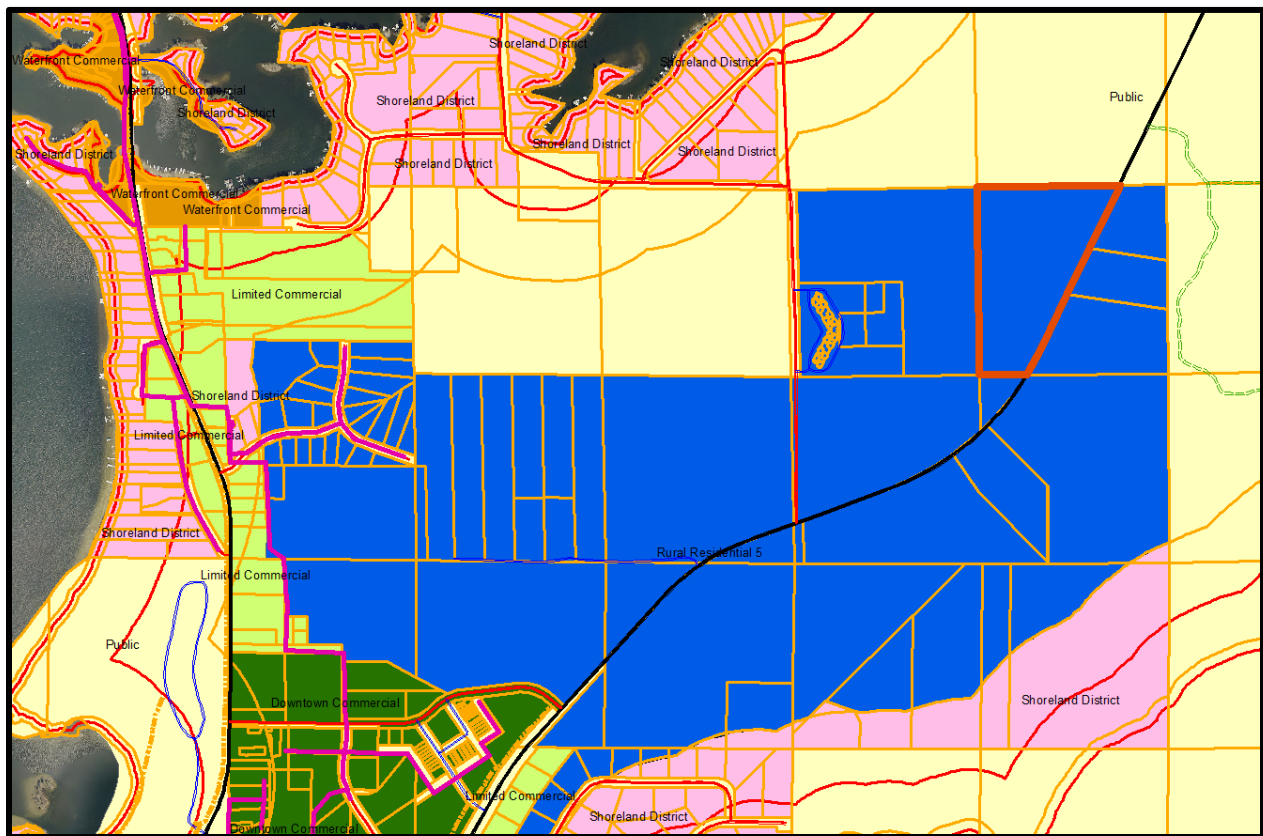 Shoreland District
Waterfront Commercial
Shoreland District
Waterfront Commercial
Public
Shoreland District
Shoreland District
Shoreland District
Shoreland District
Shoreland District
Shoreland District
Waterfront Commercial
Waterfront Commercial
Limited Commercial
Shoreland District
Limited Commercial
Shoreland District
Rural Residential 5
Limited Commercial
Public
Shoreland District
Downtown Commercial
Limited Commercial
Shoreland District
Downtown Commercial